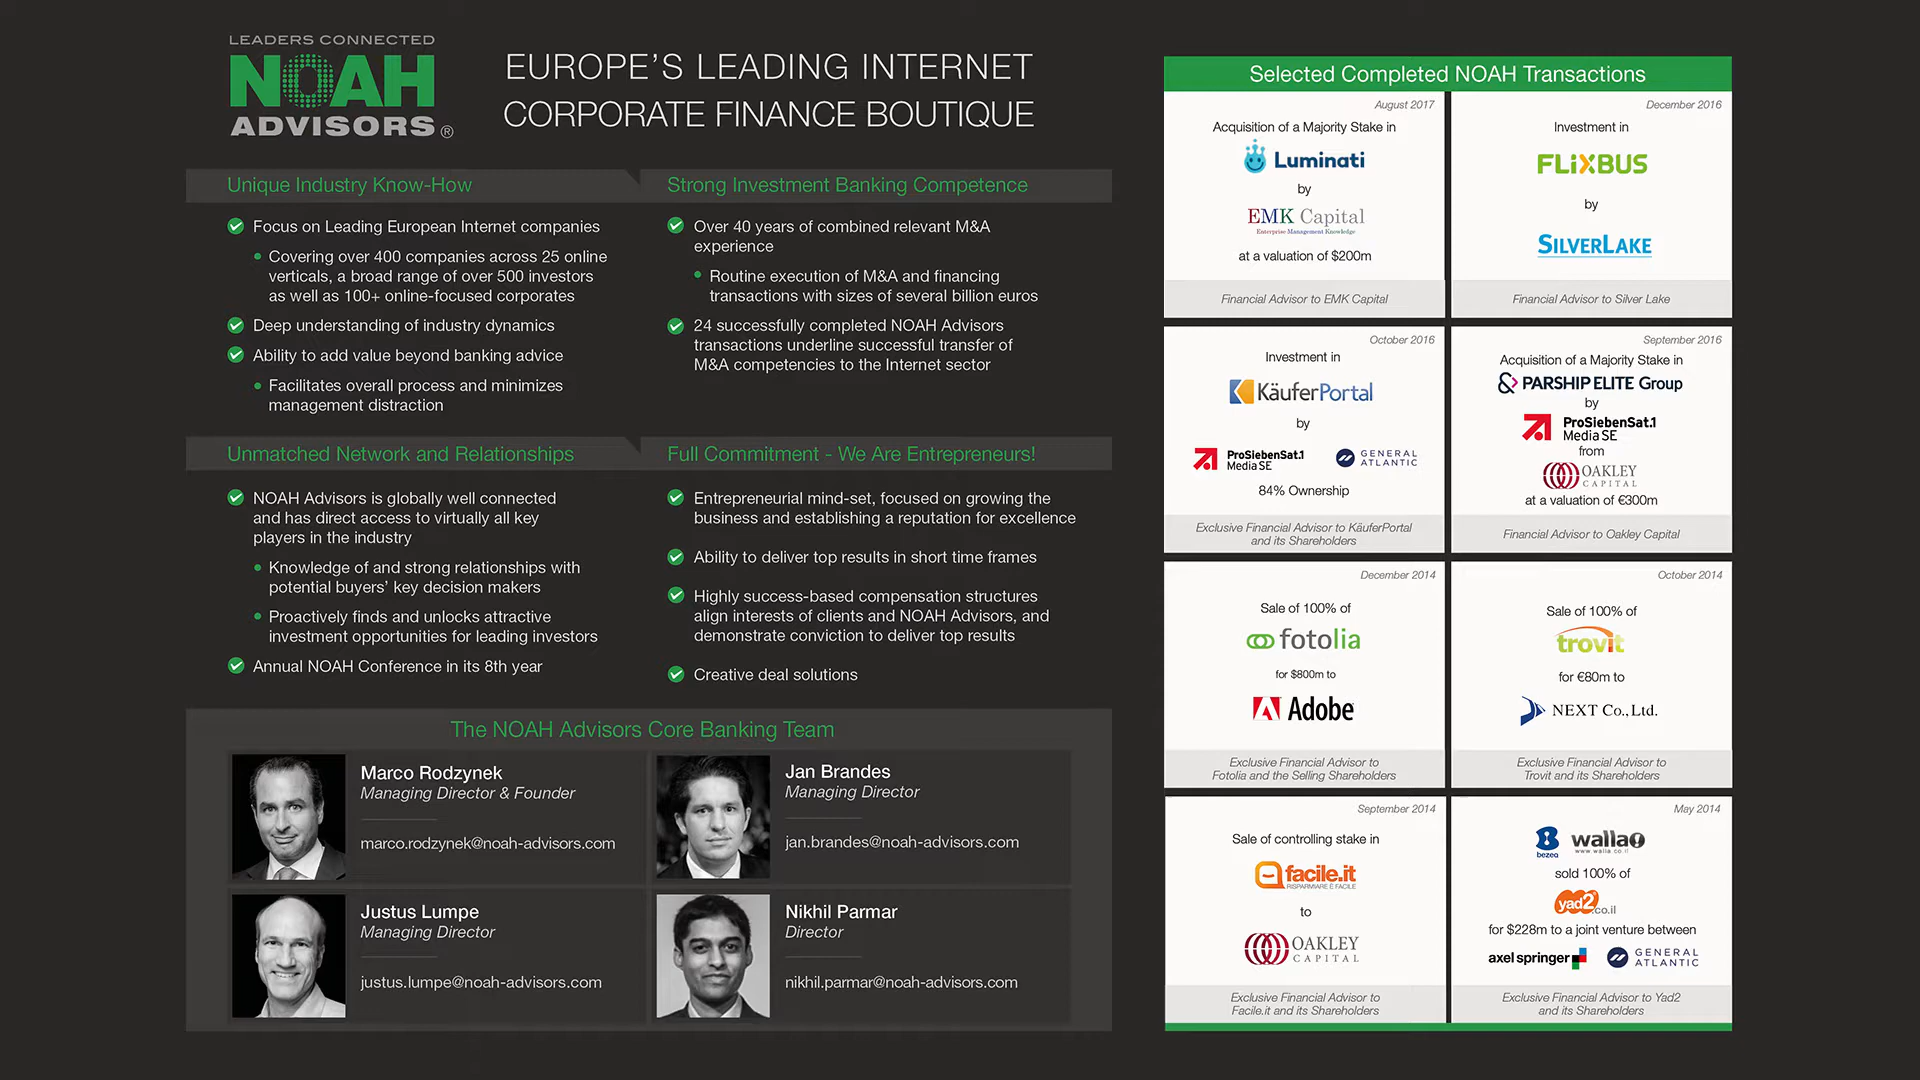 LEADERS CONNECTED
NOAH
ADVISORS ®
EUROPE'S LEADING INTERNET
CORPORATE FINANCE BOUTIQUE
Unique Industry Know-How
Focus on Leading European Internet companies
Covering over 400 companies across 25 online
verticals, a broad range of over 500 investors
as well as 100+ online-focused corporates
Deep understanding of industry dynamics
Ability to add value beyond banking advice
Facilitates overall process and minimizes
management distraction
Strong Investment Banking Competence
Over 40 years of combined relevant M&A
experience
Routine execution of M&A and financing
transactions with sizes of several billion euros
24 successfully completed NOAH Advisors
transactions underline successful transfer of
M&A competencies to the Internet sector
Unmatched Network and Relationships
NOAH Advisors is globally well connected
and has direct access to virtually all key
players in the industry
Knowledge of and strong relationships with
potential buyers' key decision makers
Proactively finds and unlocks attractive
investment opportunities for leading investors
Annual NOAH Conference in its 8th year
Full Commitment - We Are Entrepreneurs!
Entrepreneurial mind-set, focused on growing the
business and establishing a reputation for excellence
Ability to deliver top results in short time frames
Highly success-based compensation structures
align interests of clients and NOAH Advisors, and
demonstrate conviction to deliver top results
Creative deal solutions
The NOAH Advisors Core Banking Team
Marco Rodzynek
Managing Director & Founder
marco.rodzynek@noah-advisors.com
Jan Brandes
Managing Director
jan.brandes@noah-advisors.com
Justus Lumpe
Managing Director
justus.lumpe@noah-advisors.com
Nikhil Parmar
Director
nikhil.parmar@noah-advisors.com
Selected Completed NOAH Transactions
August 2017
Acquisition of a Majority Stake in
Luminati
by
EMK Capital
Enterprise Management Knowledge
at a valuation of $200m
Financial Advisor to EMK Capital
December 2016
Investment in
FLiXBUS
by
SILVERLAKE
Financial Advisor to Silver Lake
October 2016
Investment in
KäuferPortal
by
ProSiebenSat.1
Media SE
GENERAL
ATLANTIC
84% Ownership
Exclusive Financial Advisor to KäuferPortal
and its Shareholders
September 2016
Acquisition of a Majority Stake in
PARSHIP ELITE Group
by
ProSiebenSat.1
Media SE
from
OAKLEY
CAPITAL
at a valuation of €300m
Financial Advisor to Oakley Capital
December 2014
Sale of 100% of
fotolia
for $800m to
Adobe
Exclusive Financial Advisor to
Fotolia and the Selling Shareholders
October 2014
Sale of 100% of
trovit
for €80m to
NEXT Co., Ltd.
Exclusive Financial Advisor to
Trovit and its Shareholders
September 2014
Sale of controlling stake in
facile.it
RISPARMIARE È FACILE
to
OAKLEY
CAPITAL
Exclusive Financial Advisor to
Facile.it and its Shareholders
May 2014
bezeq
walla!
www.walla.co.il
sold 100% of
yad2.co.il
for $228m to a joint venture between
axel springer
GENERAL
ATLANTIC
Exclusive Financial Advisor to Yad2
and its Shareholders